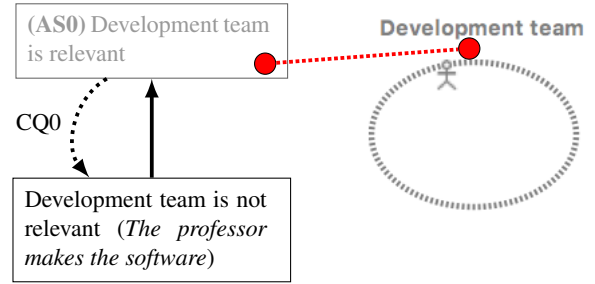 (AS0) Development team
is relevant
Development team
CQ0
Development team is not
relevant (The professor
makes the software)